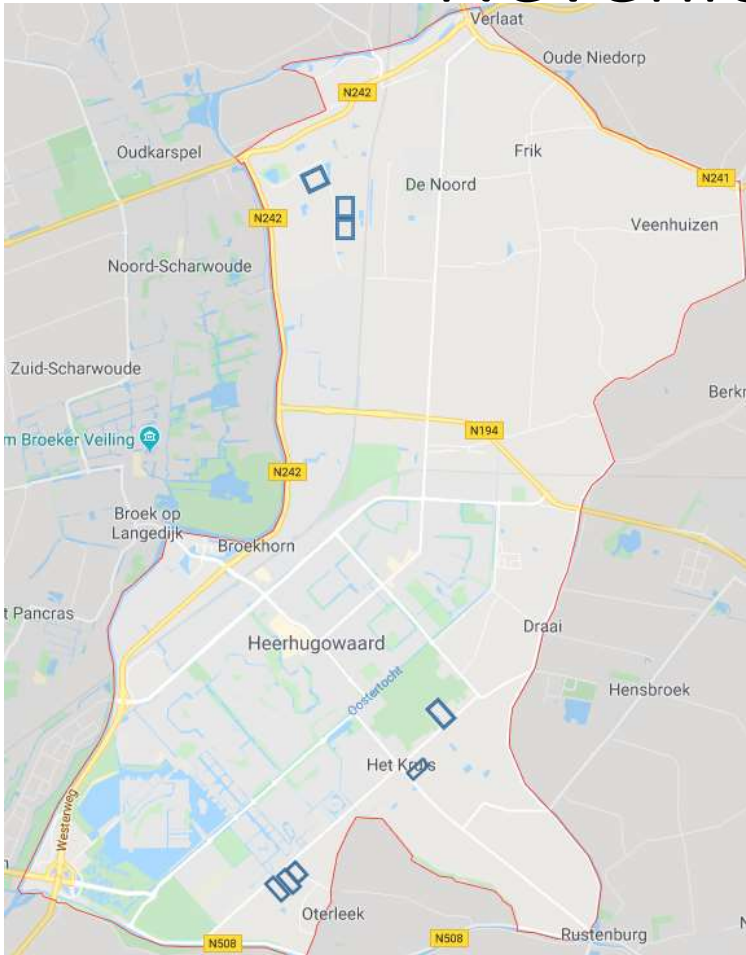 Verlaat
Oude Niedorp
N242
Oudkarspel
Frik
De Noord
N241
N242
Veenhuizen
Noord-Scharwoude
Zuid-Scharwoude
Berkr
m Broeker Veiling
N194
N242
Broek op
Langedijk
Broekhorn
t Pancras
Draai
Heerhugowaard
Hensbroek
Oostertocht
Het Kruis
Westerweg
Oterleek
N508
N508
Rustenburg